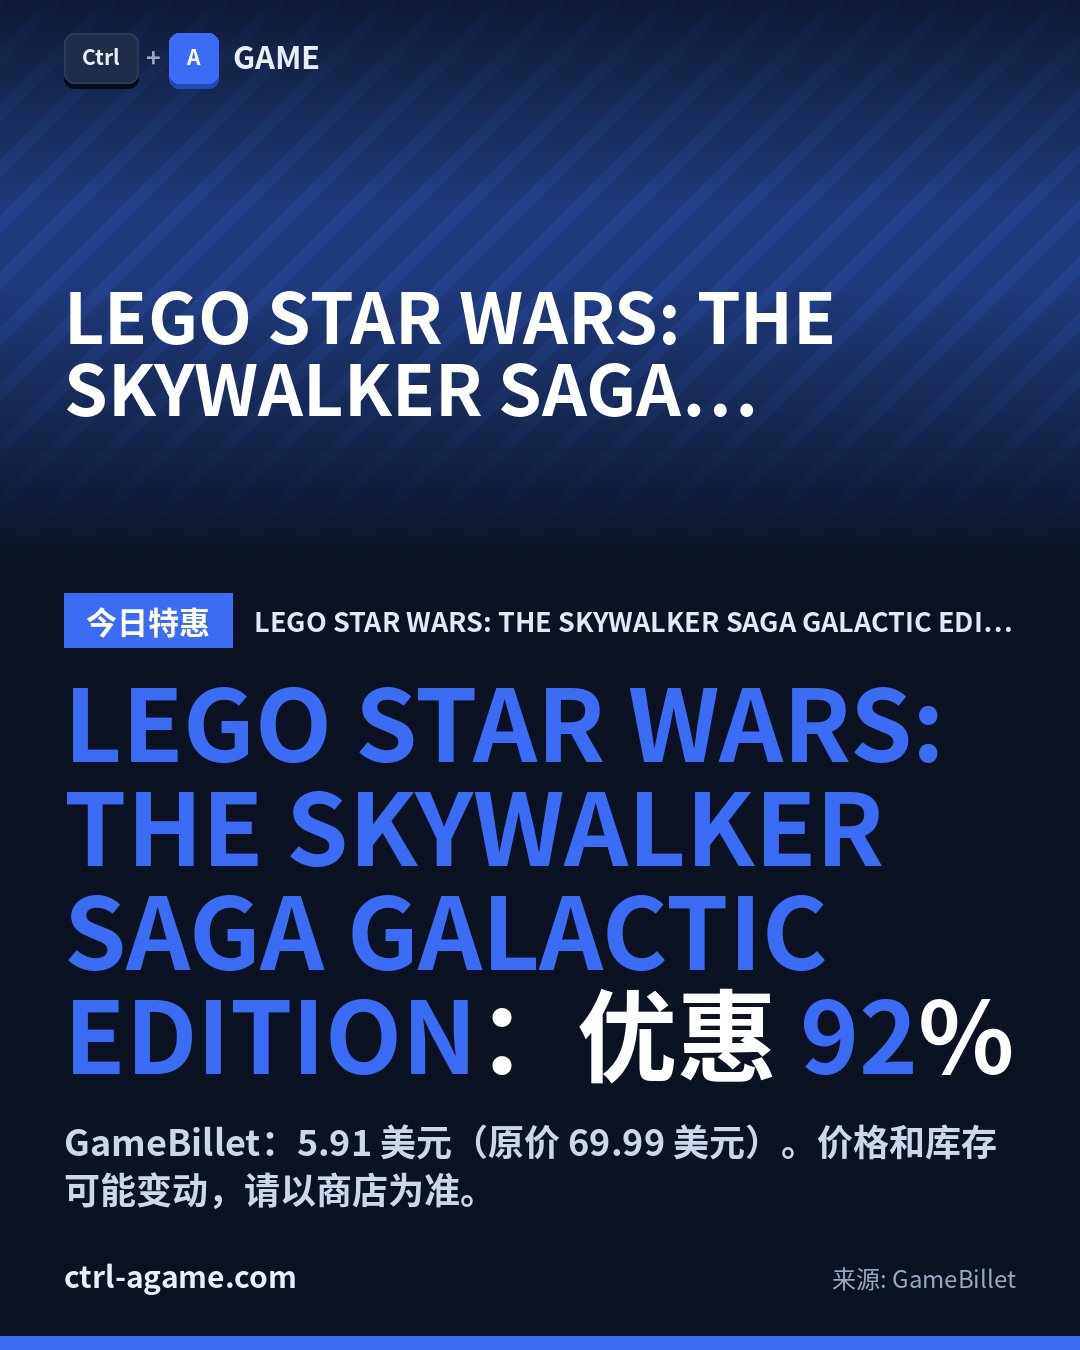 Ctrl + A GAME
LEGO STAR WARS: THE
SKYWALKER SAGA…
今日特惠 LEGO STAR WARS: THE SKYWALKER SAGA GALACTIC EDI…
LEGO STAR WARS:
THE SKYWALKER
SAGA GALACTIC
EDITION：优惠 92%
GameBillet：5.91 美元（原价 69.99 美元）。价格和库存
可能变动，请以商店为准。
ctrl-agame.com 来源: GameBillet